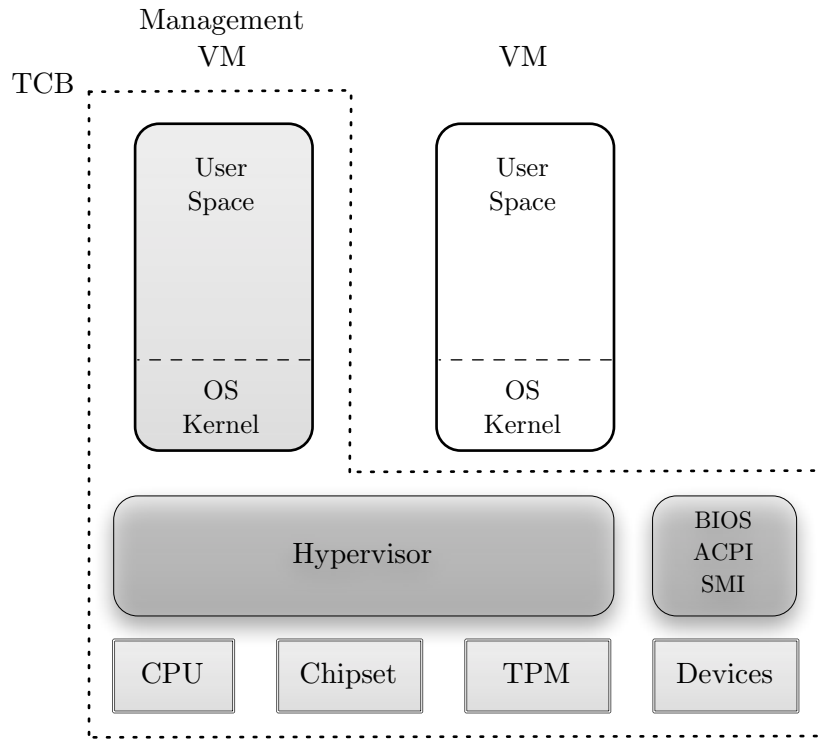 Management
VM
VM
TCB
User
Space
User
Space
OS
Kernel
OS
Kernel
Hypervisor
BIOS
ACPI
SMI
CPU
Chipset
TPM
Devices